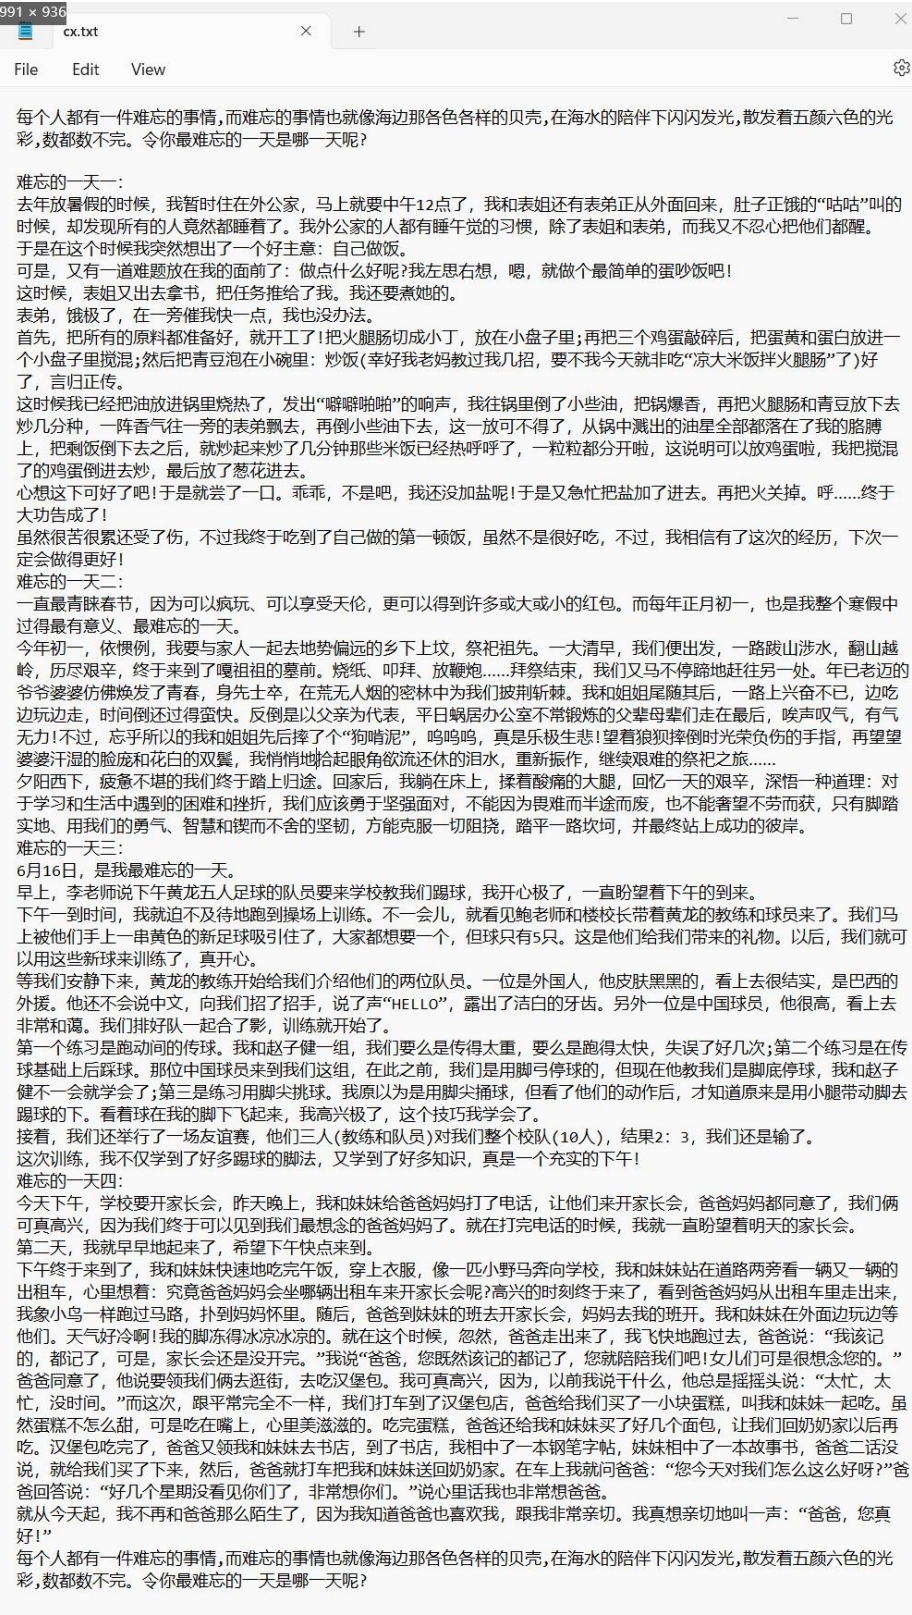 991 × 936
cx.txt
File Edit View
每个人都有一件难忘的事情,而难忘的事情也就像海边那各色各样的贝壳,在海水的陪伴下闪闪发光,散发着五颜六色的光
彩,数都数不完。令你最难忘的一天是哪一天呢?
难忘的一天一:
去年放暑假的时候，我暂时住在外公家，马上就要中午12点了，我和表姐还有表弟正从外面回来，肚子正饿的“咕咕”叫的
时候，却发现所有的人竟然都睡着了。我外公家的人都有睡午觉的习惯，除了表姐和表弟，而我又不忍心把他们都醒。
于是在这个时候我突然想出了一个好主意：自己做饭。
可是，又有一道难题放在我的面前了：做点什么好呢?我左思右想，嗯，就做个最简单的蛋吵饭吧!
这时候，表姐又出去拿书，把任务推给了我。我还要煮她的。
表弟，饿极了，在一旁催我快一点，我也没办法。
首先，把所有的原料都准备好，就开工了!把火腿肠切成小丁，放在小盘子里;再把三个鸡蛋敲碎后，把蛋黄和蛋白放进一
个小盘子里搅混;然后把青豆泡在小碗里：炒饭(幸好我老妈教过我几招，要不我今天就非吃“凉大米饭拌火腿肠”了)好
了，言归正传。
这时候我已经把油放进锅里烧热了，发出“噼噼啪啪”的响声，我往锅里倒了小些油，把锅爆香，再把火腿肠和青豆放下去
炒几分种，一阵香气往一旁的表弟飘去，再倒小些油下去，这一放可不得了，从锅中溅出的油星全部都落在了我的胳膊
上，把剩饭倒下去之后，就炒起来炒了几分钟那些米饭已经热呼呼了，一粒粒都分开啦，这说明可以放鸡蛋啦，我把搅混
了的鸡蛋倒进去炒，最后放了葱花进去。
心想这下可好了吧!于是就尝了一口。乖乖，不是吧，我还没加盐呢!于是又急忙把盐加了进去。再把火关掉。呼……终于
大功告成了!
虽然很苦很累还受了伤，不过我终于吃到了自己做的第一顿饭，虽然不是很好吃，不过，我相信有了这次的经历，下次一
定会做得更好!
难忘的一天二:
一直最青睐春节，因为可以疯玩、可以享受天伦，更可以得到许多或大或小的红包。而每年正月初一，也是我整个寒假中
过得最有意义、最难忘的一天。
今年初一，依惯例，我要与家人一起去地势偏远的乡下上坟，祭祀祖先。一大清早，我们便出发，一路跋山涉水，翻山越
岭，历尽艰辛，终于来到了嘎祖祖的墓前。烧纸、叩拜、放鞭炮……拜祭结束，我们又马不停蹄地赶往另一处。年已老迈的
爷爷婆婆仿佛焕发了青春，身先士卒，在荒无人烟的密林中为我们披荆斩棘。我和姐姐尾随其后，一路上兴奋不已，边吃
边玩边走，时间倒还过得蛮快。反倒是以父亲为代表，平日蜗居办公室不常锻炼的父辈母辈们走在最后，唉声叹气，有气
无力!不过，忘乎所以的我和姐姐先后摔了个“狗啃泥”，呜呜呜，真是乐极生悲!望着狼狈摔倒时光荣负伤的手指，再望望
婆婆汗湿的脸庞和花白的双鬓，我悄悄地拾起眼角欲流还休的泪水，重新振作，继续艰难的祭祀之旅……
夕阳西下，疲惫不堪的我们终于踏上归途。回家后，我躺在床上，揉着酸痛的大腿，回忆一天的艰辛，深悟一种道理：对
于学习和生活中遇到的困难和挫折，我们应该勇于坚强面对，不能因为畏难而半途而废，也不能奢望不劳而获，只有脚踏
实地、用我们的勇气、智慧和锲而不舍的坚韧，方能克服一切阻挠，踏平一路坎坷，并最终站上成功的彼岸。
难忘的一天三:
6月16日，是我最难忘的一天。
早上，李老师说下午黄龙五人足球的队员要来学校教我们踢球，我开心极了，一直盼望着下午的到来。
下午一到时间，我就迫不及待地跑到操场上训练。不一会儿，就看见鲍老师和楼校长带着黄龙的教练和球员来了。我们马
上被他们手上一串黄色的新足球吸引住了，大家都想要一个，但球只有5只。这是他们给我们带来的礼物。以后，我们就可
以用这些新球来训练了，真开心。
等我们安静下来，黄龙的教练开始给我们介绍他们的两位队员。一位是外国人，他皮肤黑黑的，看上去很结实，是巴西的
外援。他还不会说中文，向我们招了招手，说了声“HELLO”，露出了洁白的牙齿。另外一位是中国球员，他很高，看上去
非常和蔼。我们排好队一起合了影，训练就开始了。
第一个练习是跑动间的传球。我和赵子健一组，我们要么是传得太重，要么是跑得太快，失误了好几次;第二个练习是在传
球基础上后踩球。那位中国球员来到我们这组，在此之前，我们是用脚弓停球的，但现在他教我们是脚底停球，我和赵子
健不一会就学会了;第三是练习用脚尖挑球。我原以为是用脚尖捅球，但看了他们的动作后，才知道原来是用小腿带动脚去
踢球的下。看着球在我的脚下飞起来，我高兴极了，这个技巧我学会了。
接着，我们还举行了一场友谊赛，他们三人(教练和队员)对我们整个校队(10人)，结果2：3，我们还是输了。
这次训练，我不仅学到了好多踢球的脚法，又学到了好多知识，真是一个充实的下午!
难忘的一天四:
今天下午，学校要开家长会，昨天晚上，我和妹妹给爸爸妈妈打了电话，让他们来开家长会，爸爸妈妈都同意了，我们俩
可真高兴，因为我们终于可以见到我们最想念的爸爸妈妈了。就在打完电话的时候，我就一直盼望着明天的家长会。
第二天，我就早早地起来了，希望下午快点来到。
下午终于来到了，我和妹妹快速地吃完午饭，穿上衣服，像一匹小野马奔向学校，我和妹妹站在道路两旁看一辆又一辆的
出租车，心里想着：究竟爸爸妈妈会坐哪辆出租车来开家长会呢?高兴的时刻终于来了，看到爸爸妈妈从出租车里走出来，
我象小鸟一样跑过马路，扑到妈妈怀里。随后，爸爸到妹妹的班去开家长会，妈妈去我的班开。我和妹妹在外面边玩边等
他们。天气好冷啊!我的脚冻得冰凉冰凉的。就在这个时候，忽然，爸爸走出来了，我飞快地跑过去，爸爸说：“我该记
的，都记了，可是，家长会还是没开完。”我说“爸爸，您既然该记的都记了，您就陪陪我们吧!女儿们可是很想念您的。”
爸爸同意了，他说要领我们俩去逛街，去吃汉堡包。我可真高兴，因为，以前我说干什么，他总是摇摇头说：“太忙，太
忙，没时间。”而这次，跟平常完全不一样，我们打车到了汉堡包店，爸爸给我们买了一小块蛋糕，叫我和妹妹一起吃。虽
然蛋糕不怎么甜，可是吃在嘴上，心里美滋滋的。吃完蛋糕，爸爸还给我和妹妹买了好几个面包，让我们回奶奶家以后再
吃。汉堡包吃完了，爸爸又领我和妹妹去书店，到了书店，我相中了一本钢笔字帖，妹妹相中了一本故事书，爸爸二话没
说，就给我们买了下来，然后，爸爸就打车把我和妹妹送回奶奶家。在车上我就问爸爸：“您今天对我们怎么这么好呀?”爸
爸回答说：“好几个星期没看见你们了，非常想你们。”说心里话我也非常想爸爸。
就从今天起，我不再和爸爸那么陌生了，因为我知道爸爸也喜欢我，跟我非常亲切。我真想亲切地叫一声：“爸爸，您真
好!”
每个人都有一件难忘的事情,而难忘的事情也就像海边那各色各样的贝壳,在海水的陪伴下闪闪发光,散发着五颜六色的光
彩,数都数不完。令你最难忘的一天是哪一天呢?